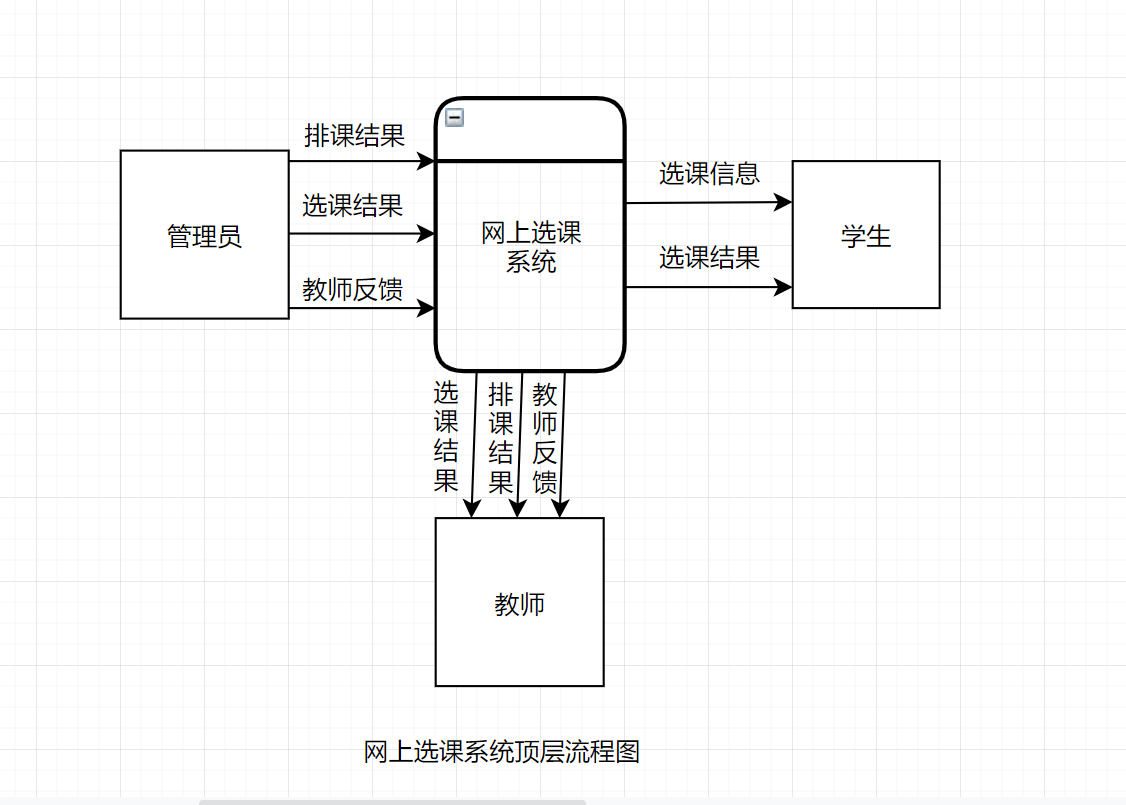 排课结果
选课结果
教师反馈
管理员
网上选课
系统
选课信息
选课结果
学生
选课结果
排课结果
教师反馈
教师
网上选课系统顶层流程图